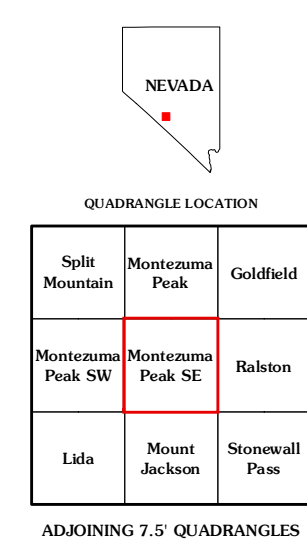 NEVADA
QUADRANGLE LOCATION
Split
Mountain
Montezuma
Peak
Goldfield
Montezuma
Peak SW
Montezuma
Peak SE
Ralston
Lida
Mount
Jackson
Stonewall
Pass
ADJOINING 7.5' QUADRANGLES